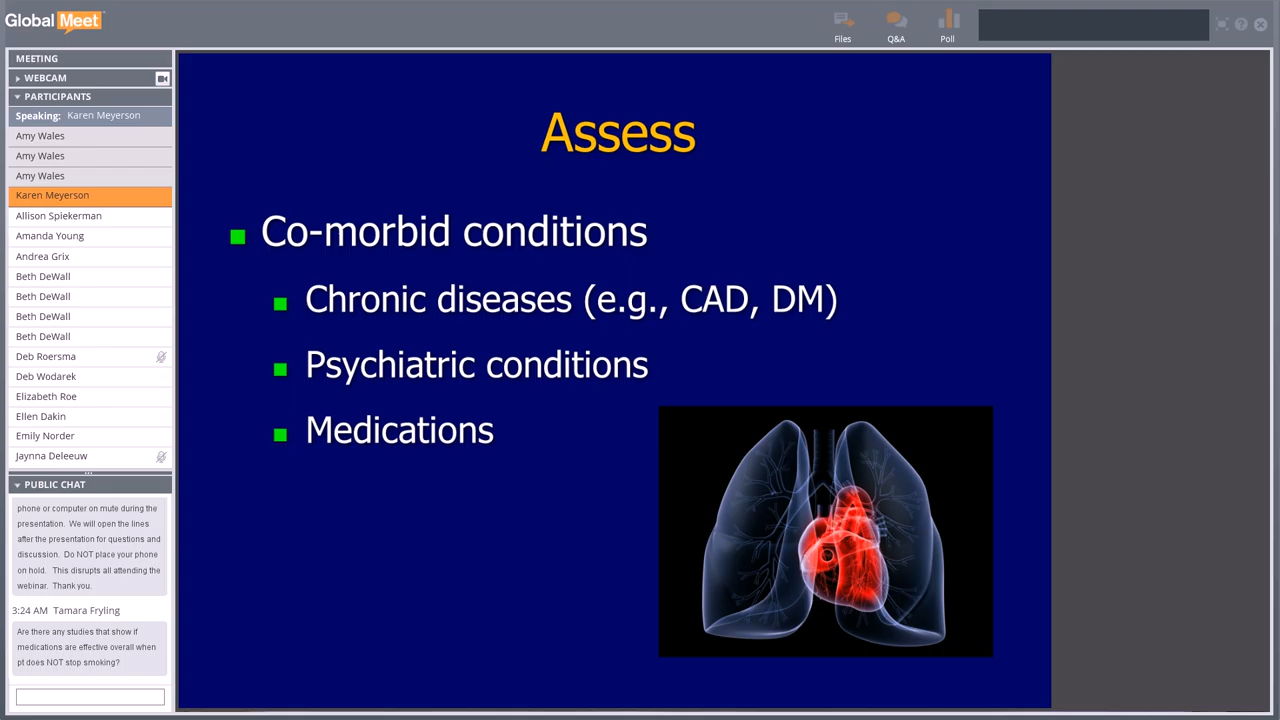 Global Meet
Files
Q&A
Poll
MEETING
WEBCAM
PARTICIPANTS
Speaking: Karen Meyerson
Amy Wales
Amy Wales
Amy Wales
Karen Meyerson
Allison Spiekerman
Amanda Young
Andrea Grix
Beth DeWall
Beth DeWall
Beth DeWall
Beth DeWall
Deb Roersma
Deb Wodarek
Elizabeth Roe
Ellen Dakin
Emily Norder
Jaynna Deleeuw
PUBLIC CHAT
phone or computer on mute during the
presentation. We will open the lines
after the presentation for questions and
discussion. Do NOT place your phone
on hold. This disrupts all attending the
webinar. Thank you.
3:24 AM Tamara Fryling
Are there any studies that show if
medications are effective overall when
pt does NOT stop smoking?
Assess
Co-morbid conditions
Chronic diseases (e.g., CAD, DM)
Psychiatric conditions
Medications